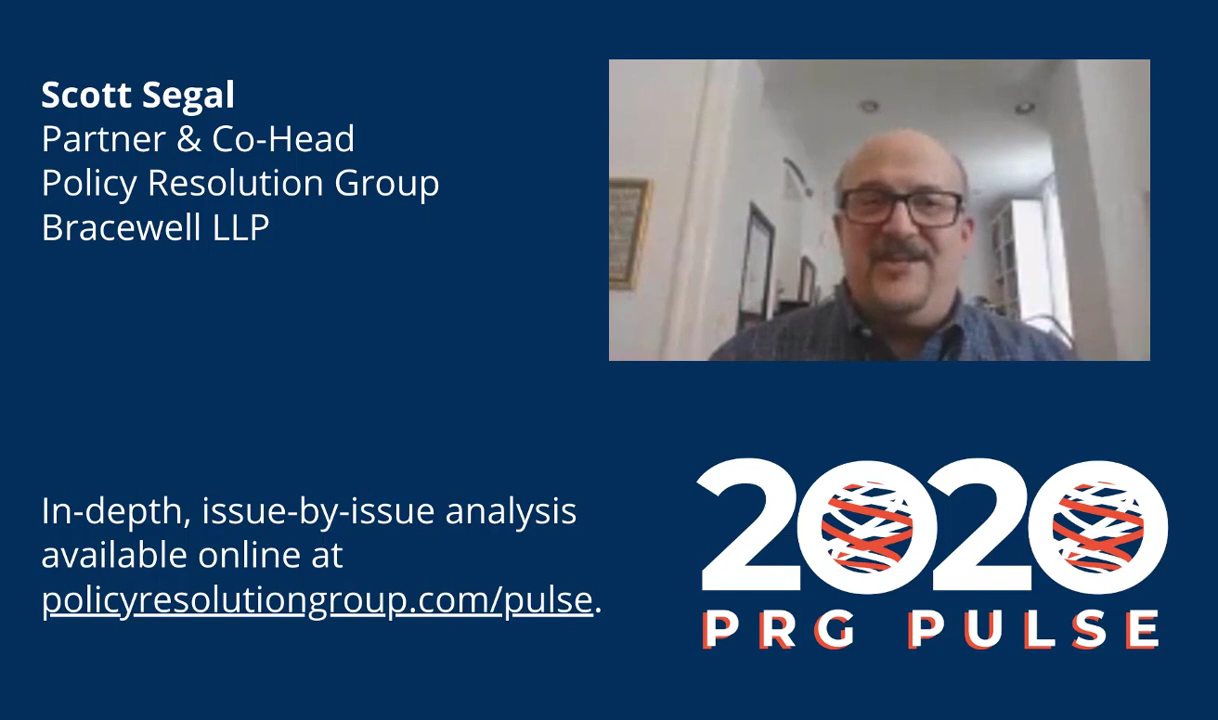 Scott Segal
Partner & Co-Head
Policy Resolution Group
Bracewell LLP
In-depth, issue-by-issue analysis
available online at
policyresolutiongroup.com/pulse.
2020
PRG PULSE